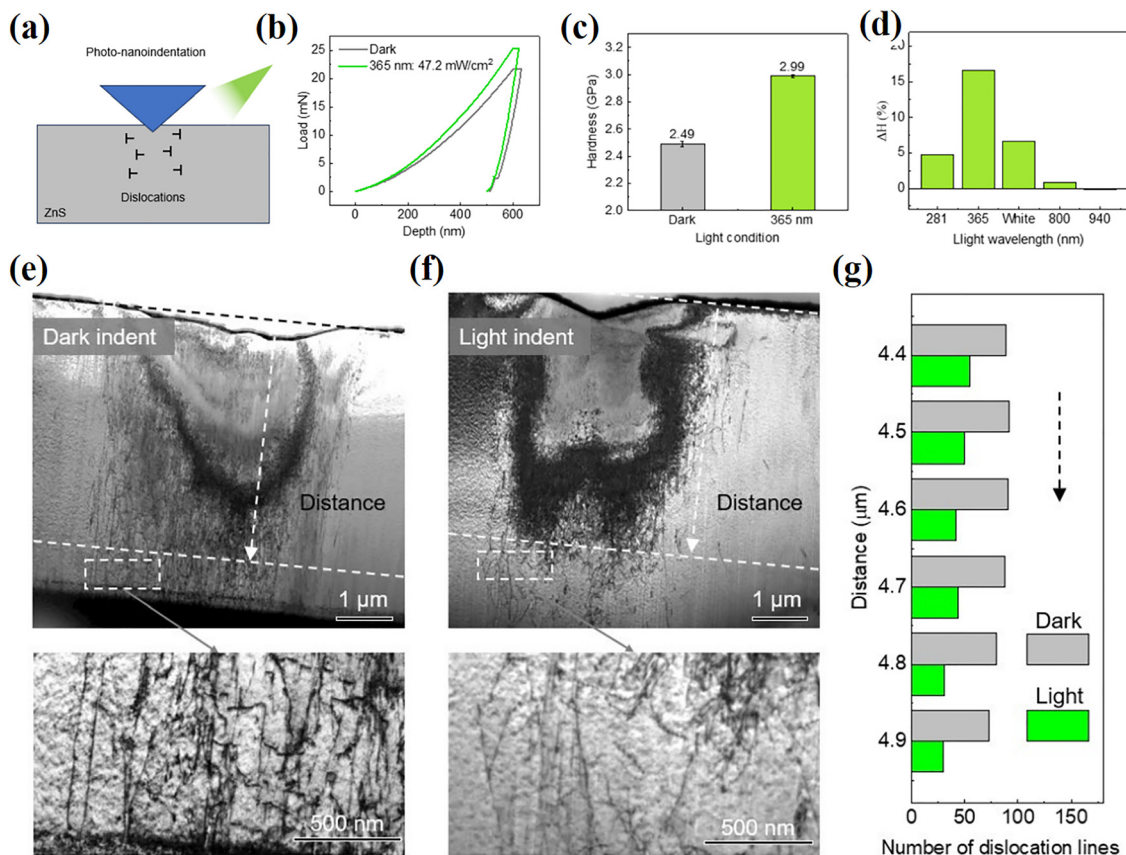 (a)
Photo-nanoindentation
Dislocations
ZnS
(b)
Dark
365 nm: 47.2 mW/cm²
Load (mN)
25
20
15
10
5
0
0 200 400 600
Depth (nm)
(c)
Hardness (GPa)
3.4
3.2
3.0
2.8
2.6
2.4
2.2
2.0
2.49
2.99
Dark 365 nm
Llight condition
(d)
ΔH (%)
20
15
10
5
0
281 365 White 800 940
Llight wavelength (nm)
(e)
Dark indent
Distance
1 µm
500 nm
(f)
Light indent
Distance
1 µm
500 nm
(g)
Distance (µm)
4.4
4.5
4.6
4.7
4.8
4.9
Dark
Light
0 50 100 150
Number of dislocation lines